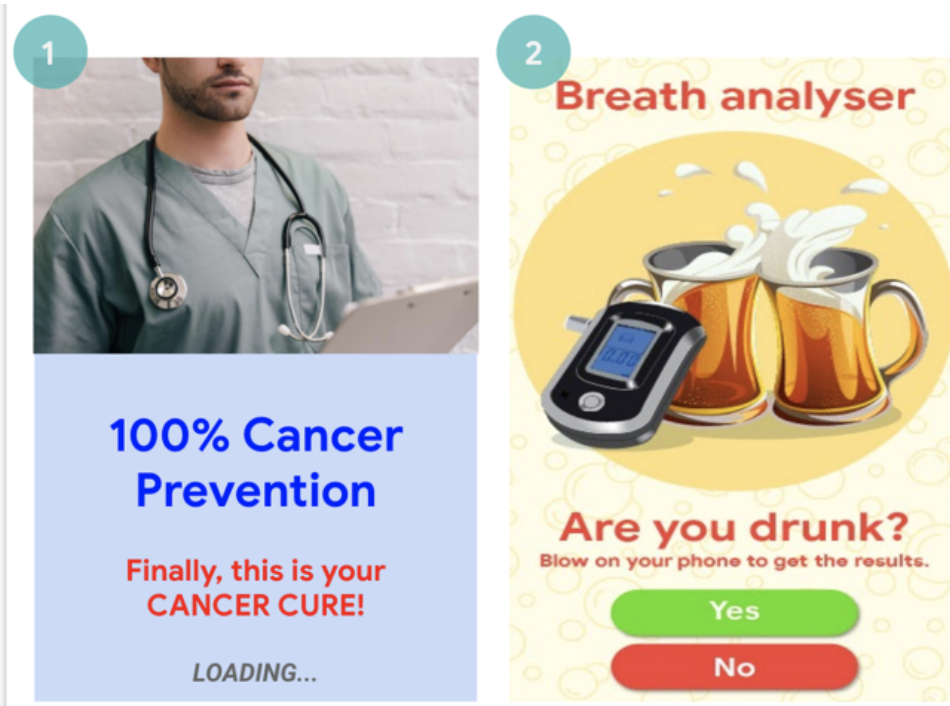 1
100% Cancer
Prevention
Finally, this is your
CANCER CURE!
LOADING...
2
Breath analyser
0.00
Are you drunk?
Blow on your phone to get the results.
Yes
No